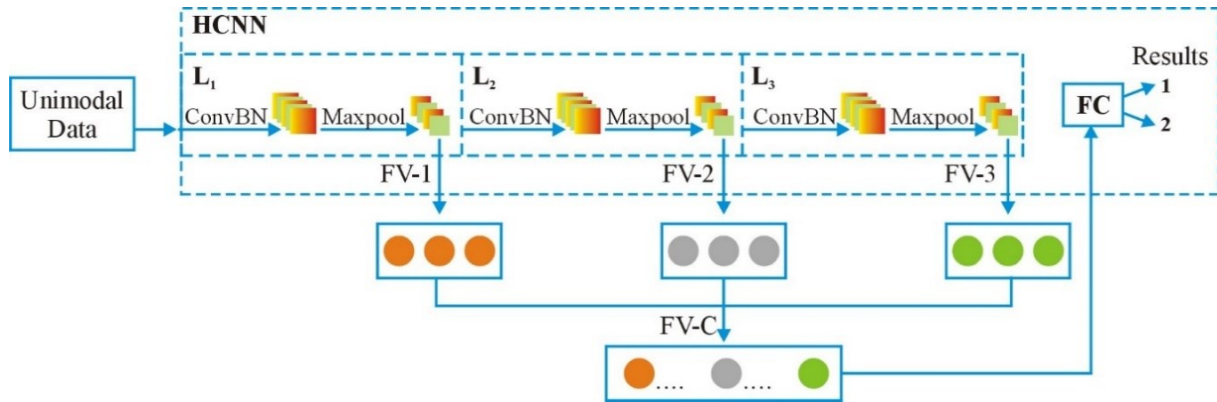 HCNN
Unimodal
Data
L₁
ConvBN
Maxpool
L₂
ConvBN
Maxpool
L₃
ConvBN
Maxpool
FC
Results
1
2
FV-1
FV-2
FV-3
FV-C
.... ....